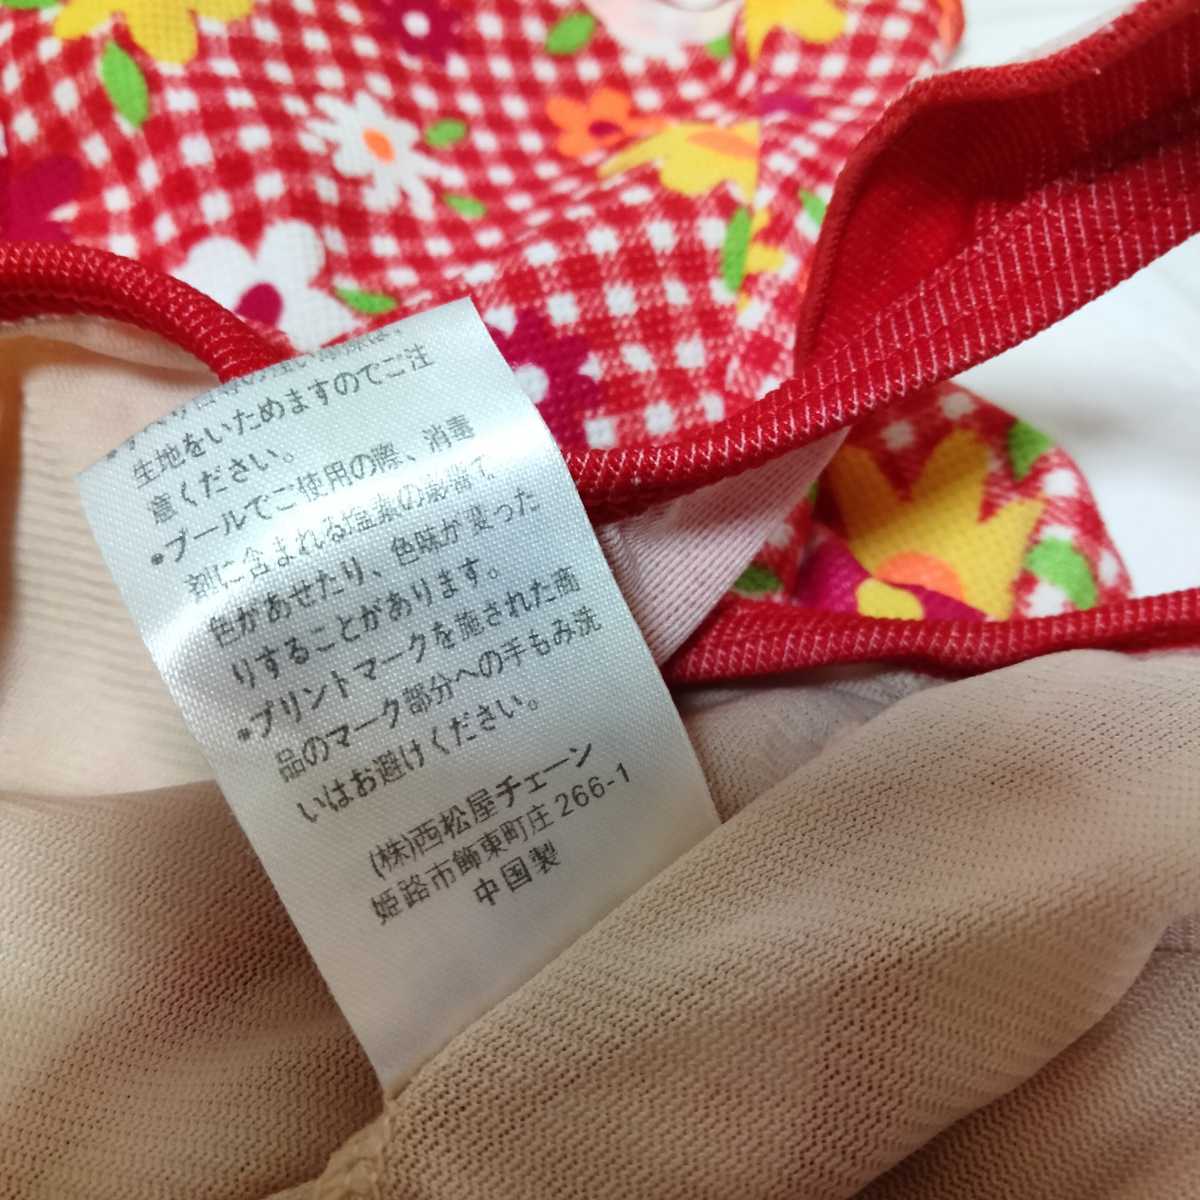 生地をいためますのでご注
意ください。
●プールでご使用の際、消毒
剤に含まれる塩素の影響で
色があせたり、色味が変った
りすることがあります。
●プリントマークを施された商
品のマーク部分への手もみ洗
いはお避けください。
(株)西松屋チェーン
姫路市飾東町庄266-1
中国製